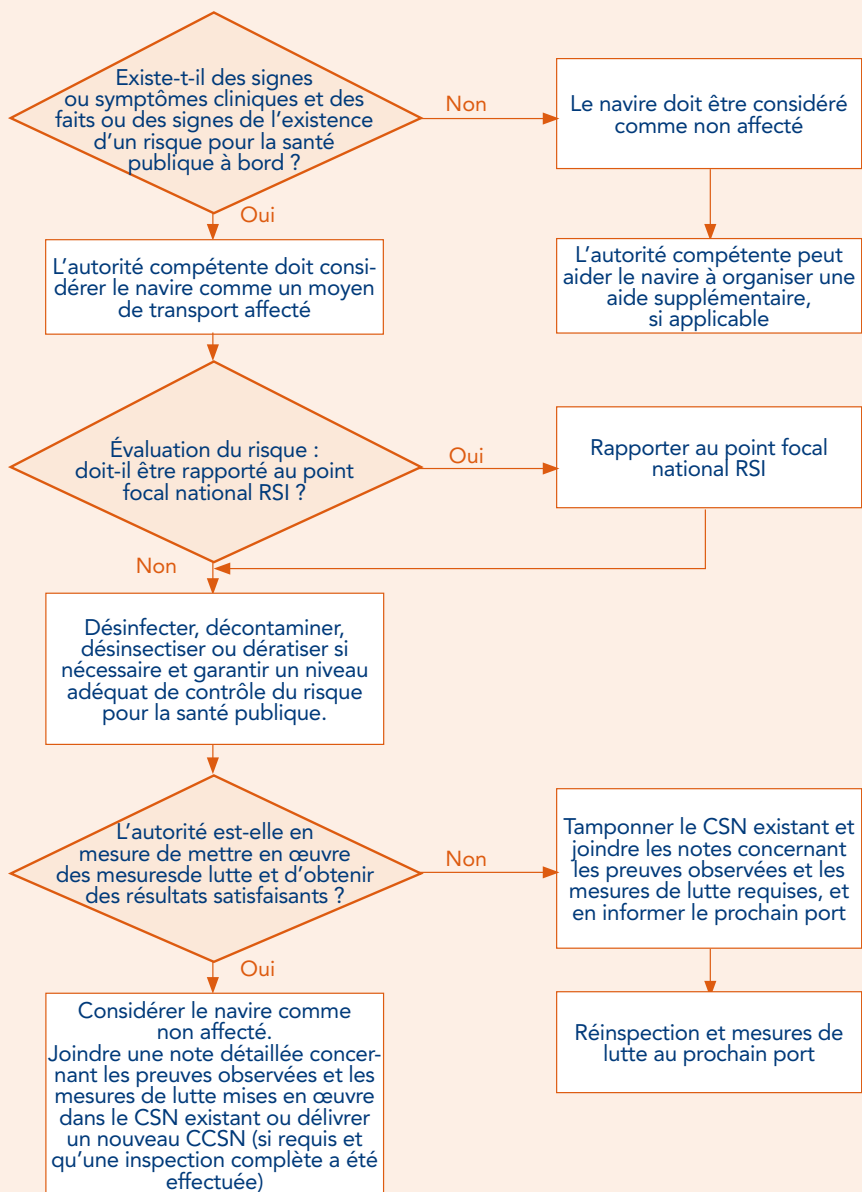 Existe-t-il des signes
ou symptômes cliniques et des
faits ou des signes de l'existence
d'un risque pour la santé
publique à bord ?
Non
Le navire doit être considéré
comme non affecté
Oui
L'autorité compétente doit consi-
dérer le navire comme un moyen
de transport affecté
L'autorité compétente peut
aider le navire à organiser une
aide supplémentaire,
si applicable
Évaluation du risque :
doit-il être rapporté au point
focal national RSI ?
Oui
Rapporter au point focal
national RSI
Non
Désinfecter, décontaminer,
désinsectiser ou dératiser si
nécessaire et garantir un niveau
adéquat de contrôle du risque
pour la santé publique.
L'autorité est-elle en
mesure de mettre en œuvre
des mesuresde lutte et d'obtenir
des résultats satisfaisants ?
Non
Tamponner le CSN existant et
joindre les notes concernant
les preuves observées et les
mesures de lutte requises, et
en informer le prochain port
Oui
Considérer le navire comme
non affecté.
Joindre une note détaillée concer-
nant les preuves observées et les
mesures de lutte mises en œuvre
dans le CSN existant ou délivrer
un nouveau CCSN (si requis et
qu'une inspection complète a été
effectuée)
Réinspection et mesures de
lutte au prochain port